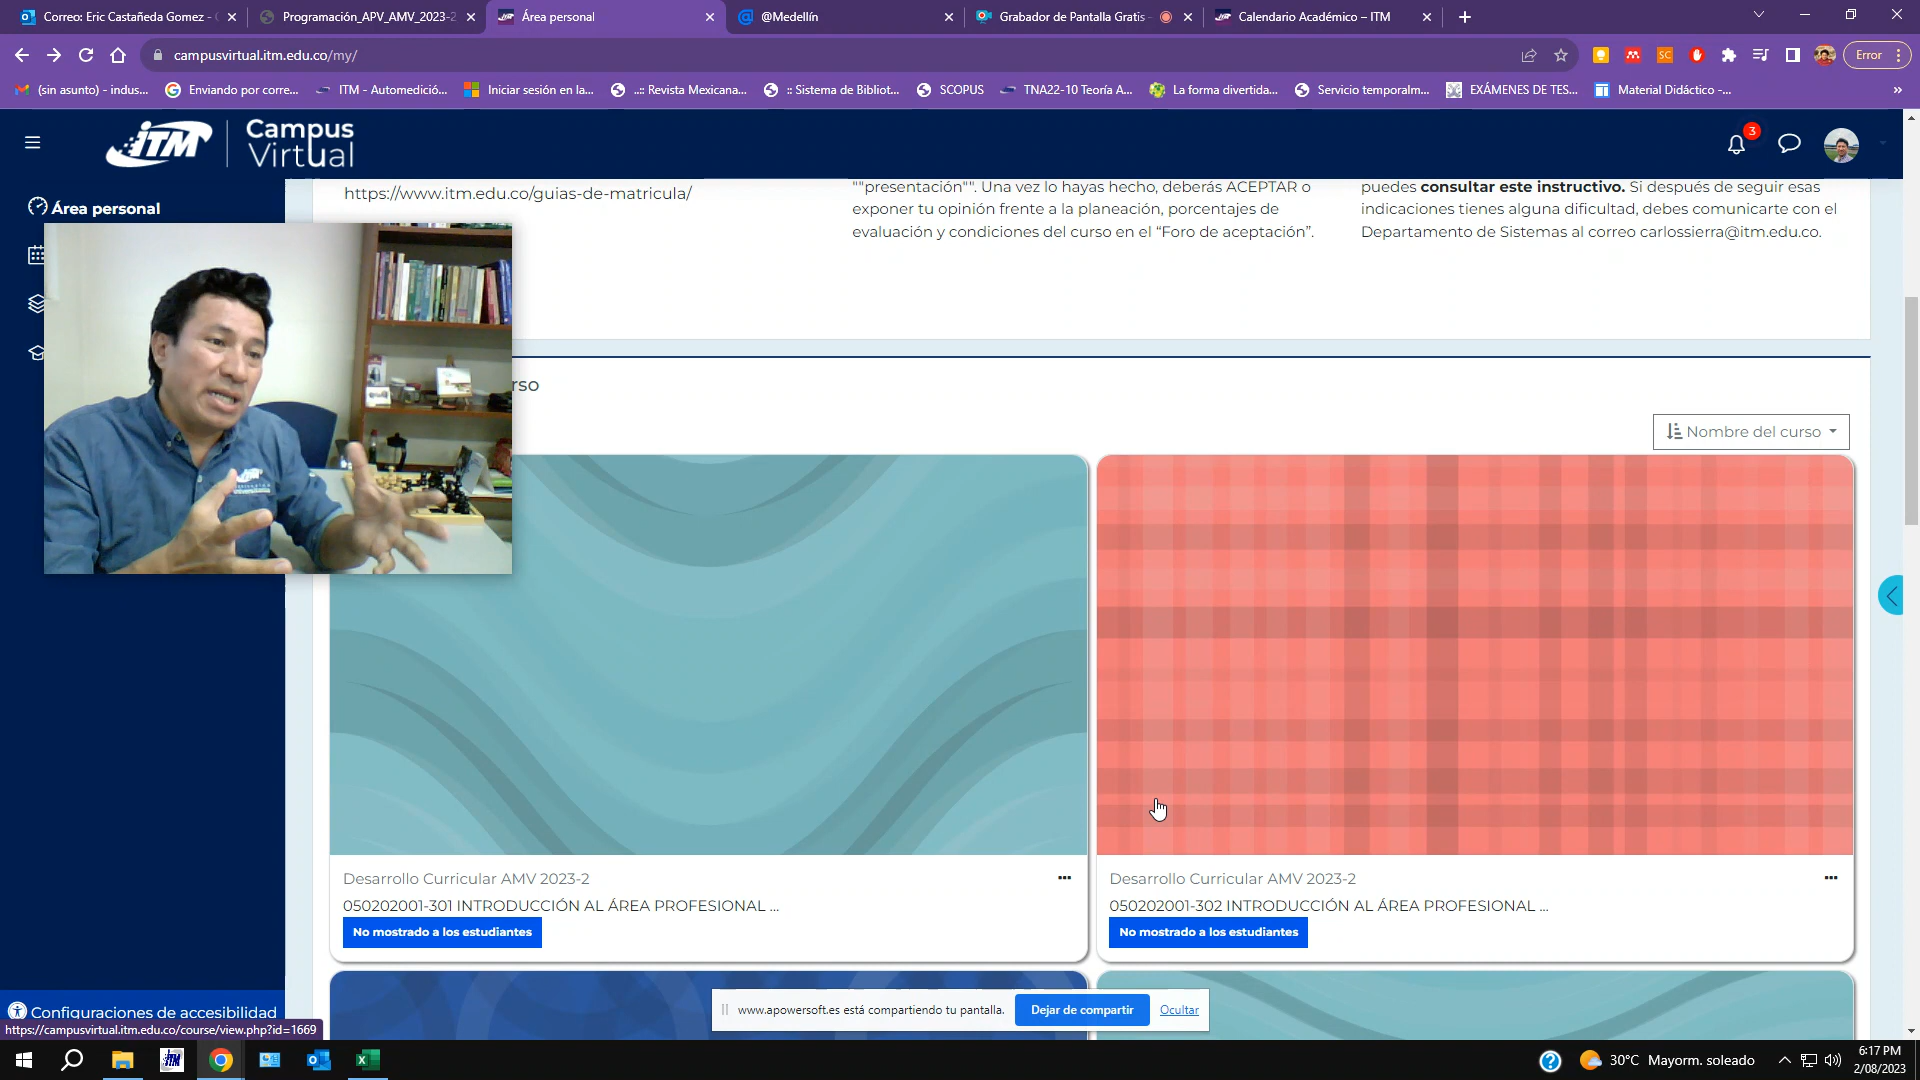 Correo: Eric Castañeda Gomez -
Programación_APV_AMV_2023-2
Área personal
@Medellín
Grabador de Pantalla Gratis
Calendario Académico – ITM
campusvirtual.itm.edu.co/my/
Error
(sin asunto) - indus...
Enviando por corre...
ITM - Automedició...
Iniciar sesión en la...
..:: Revista Mexicana...
:: Sistema de Bibliot...
SCOPUS
TNA22-10 Teoría A...
La forma divertida...
Servicio temporalm...
EXÁMENES DE TES...
Material Didáctico -...
ITM
Campus
Virtual
3
Área personal
https://www.itm.edu.co/guias-de-matricula/
""presentación"". Una vez lo hayas hecho, deberás ACEPTAR o
exponer tu opinión frente a la planeación, porcentajes de
evaluación y condiciones del curso en el “Foro de aceptación”.
puedes consultar este instructivo. Si después de seguir esas
indicaciones tienes alguna dificultad, debes comunicarte con el
Departamento de Sistemas al correo carlossierra@itm.edu.co.
rso
Nombre del curso
Desarrollo Curricular AMV 2023-2
050202001-301 INTRODUCCIÓN AL ÁREA PROFESIONAL ...
No mostrado a los estudiantes
Desarrollo Curricular AMV 2023-2
050202001-302 INTRODUCCIÓN AL ÁREA PROFESIONAL ...
No mostrado a los estudiantes
Configuraciones de accesibilidad
https://campusvirtual.itm.edu.co/course/view.php?id=1669
www.apowersoft.es está compartiendo tu pantalla.
Dejar de compartir
Ocultar
30°C Mayorm. soleado
6:17 PM
2/08/2023